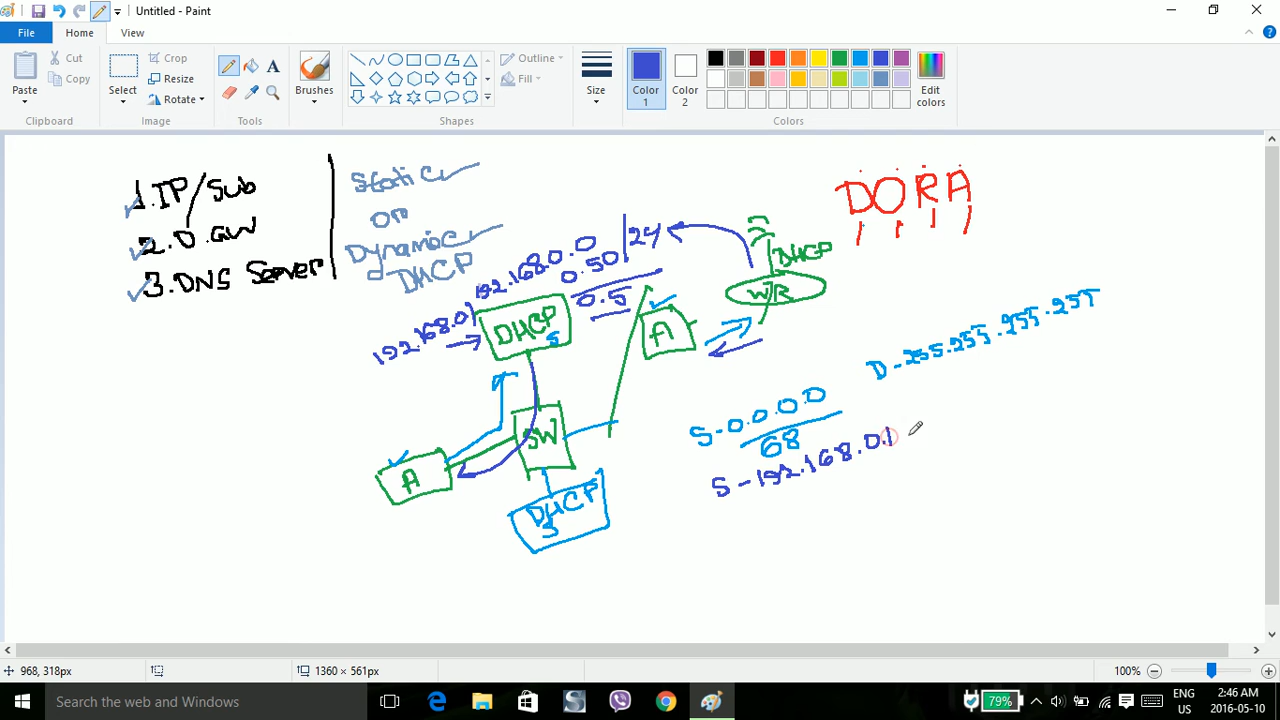 Untitled - Paint
File
Home
View
Paste
Cut
Copy
Clipboard
Select
Crop
Resize
Rotate
Image
Tools
Brushes
Shapes
Outline
Fill
Size
Color 1
Color 2
Colors
Edit colors
1.IP/Sub
2.D.GW
3.DNS Server
Static
or
Dynamic
DHCP
192.168.0.0 /24
0.50
0.5
192.168.0.1
DHCP
S
A
WR
DHCP
DORA
D-255.255.255.255
S-0.0.0.0
68
S-192.168.0.1
SW
A
DHCP
S
968, 318px
1360 × 561px
100%
Search the web and Windows
79%
ENG
US
2:46 AM
2016-05-10